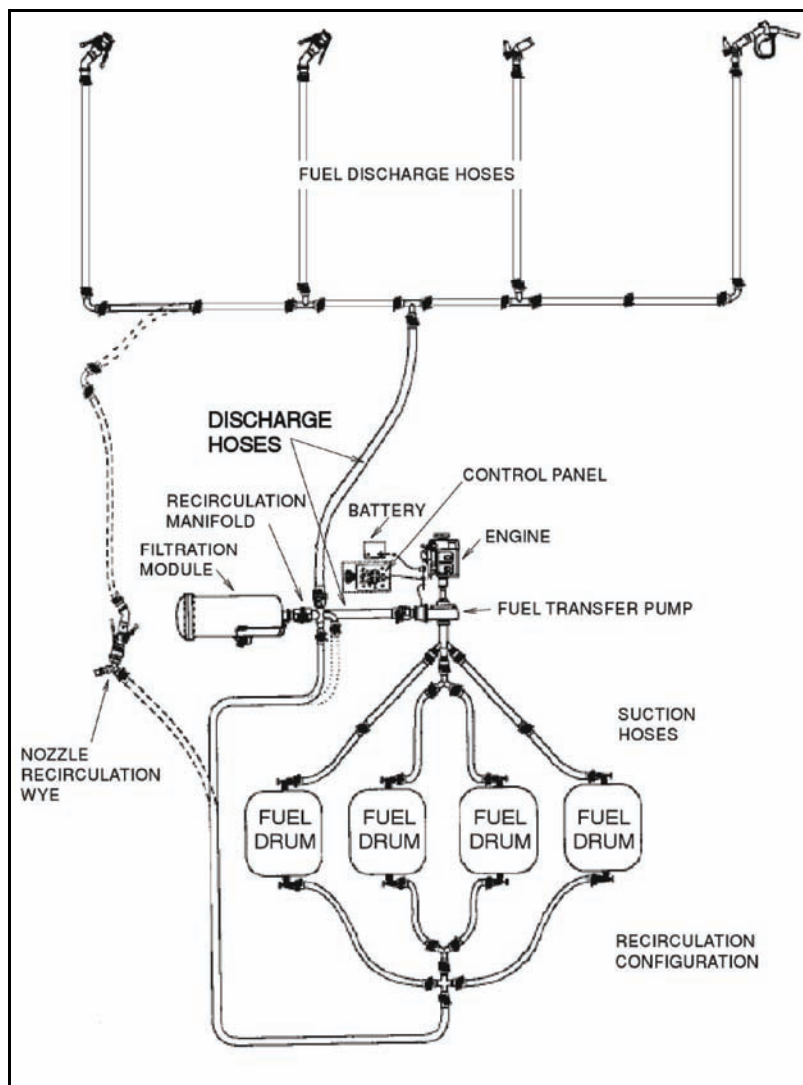 FUEL DISCHARGE HOSES
DISCHARGE
HOSES
CONTROL PANEL
RECIRCULATION
MANIFOLD
BATTERY
ENGINE
FILTRATION
MODULE
FUEL TRANSFER PUMP
SUCTION
HOSES
NOZZLE
RECIRCULATION
WYE
FUEL
DRUM
FUEL
DRUM
FUEL
DRUM
FUEL
DRUM
RECIRCULATION
CONFIGURATION